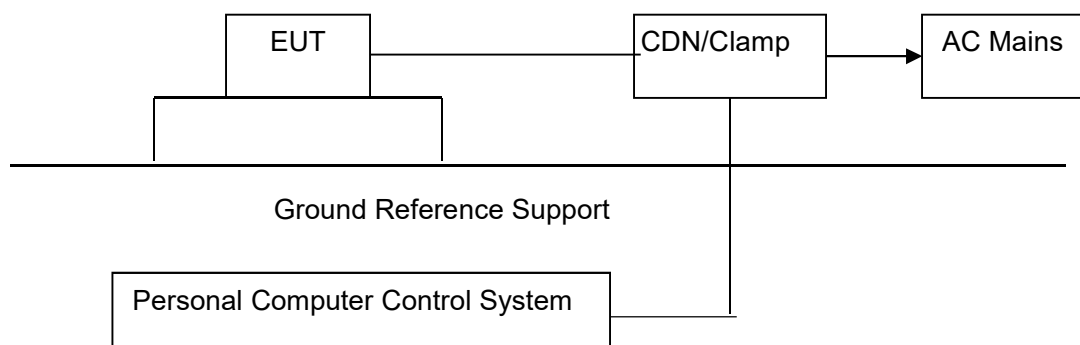 EUT
CDN/Clamp
AC Mains
Ground Reference Support
Personal Computer Control System